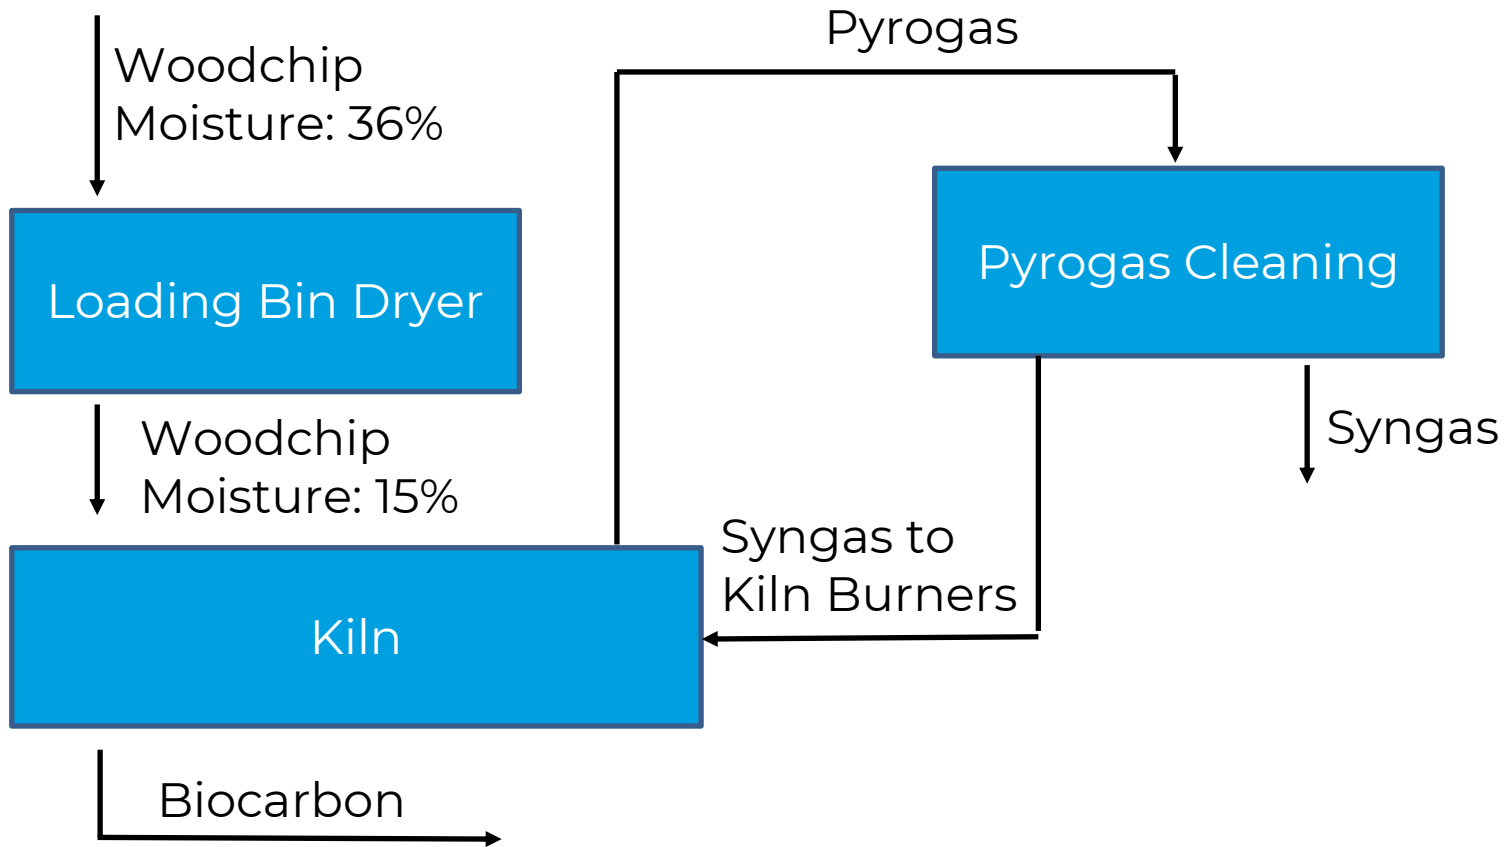 Pyrogas
Woodchip
Moisture: 36%
Pyrogas Cleaning
Loading Bin Dryer
Syngas
Woodchip
Moisture: 15%
Syngas to
Kiln Burners
Kiln
Biocarbon